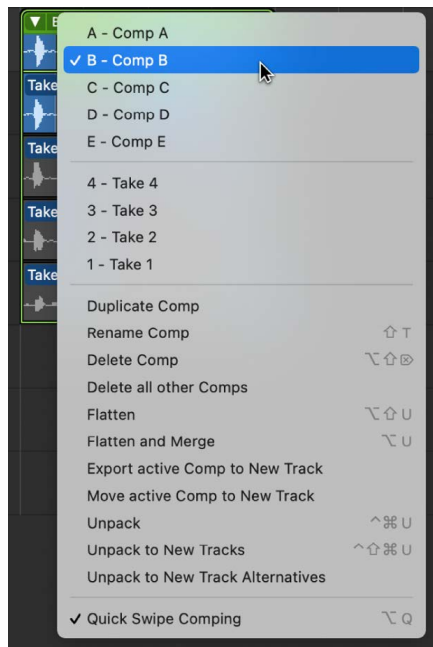 B
A - Comp A
✓ B - Comp B
C - Comp C
D - Comp D
E - Comp E
Take
Take
Take
Take
4 - Take 4
3 - Take 3
2 - Take 2
1 - Take 1
Duplicate Comp
Rename Comp ⇧ T
Delete Comp ⌥⇧⌦
Delete all other Comps
Flatten ⌥⇧U
Flatten and Merge ⌥U
Export active Comp to New Track
Move active Comp to New Track
Unpack ^⌘U
Unpack to New Tracks ^⇧⌘U
Unpack to New Track Alternatives
✓ Quick Swipe Comping ⌥Q